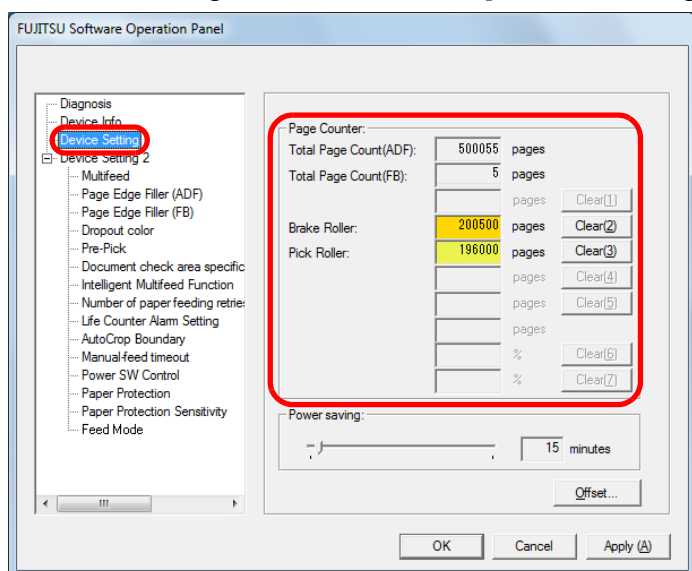 FUJITSU Software Operation Panel
Diagnosis
Device Info
Device Setting
Device Setting 2
Multifeed
Page Edge Filler (ADF)
Page Edge Filler (FB)
Dropout color
Pre-Pick
Document check area specific
Intelligent Multifeed Function
Number of paper feeding retries
Life Counter Alarm Setting
AutoCrop Boundary
Manual-feed timeout
Power SW Control
Paper Protection
Paper Protection Sensitivity
Feed Mode
Page Counter:
Total Page Count(ADF): 500055 pages
Total Page Count(FB): 5 pages
pages Clear(1)
Brake Roller: 200500 pages Clear(2)
Pick Roller: 196000 pages Clear(3)
pages Clear(4)
pages Clear(5)
pages
% Clear(6)
% Clear(7)
Power saving:
15 minutes
Offset...
OK Cancel Apply (A)